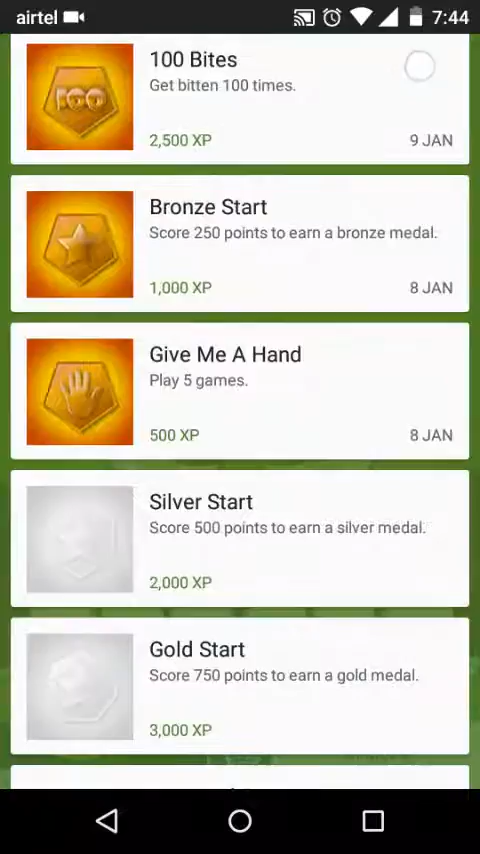 airtel 7:44
100 Bites
Get bitten 100 times.
2,500 XP 9 JAN
Bronze Start
Score 250 points to earn a bronze medal.
1,000 XP 8 JAN
Give Me A Hand
Play 5 games.
500 XP 8 JAN
Silver Start
Score 500 points to earn a silver medal.
2,000 XP
Gold Start
Score 750 points to earn a gold medal.
3,000 XP